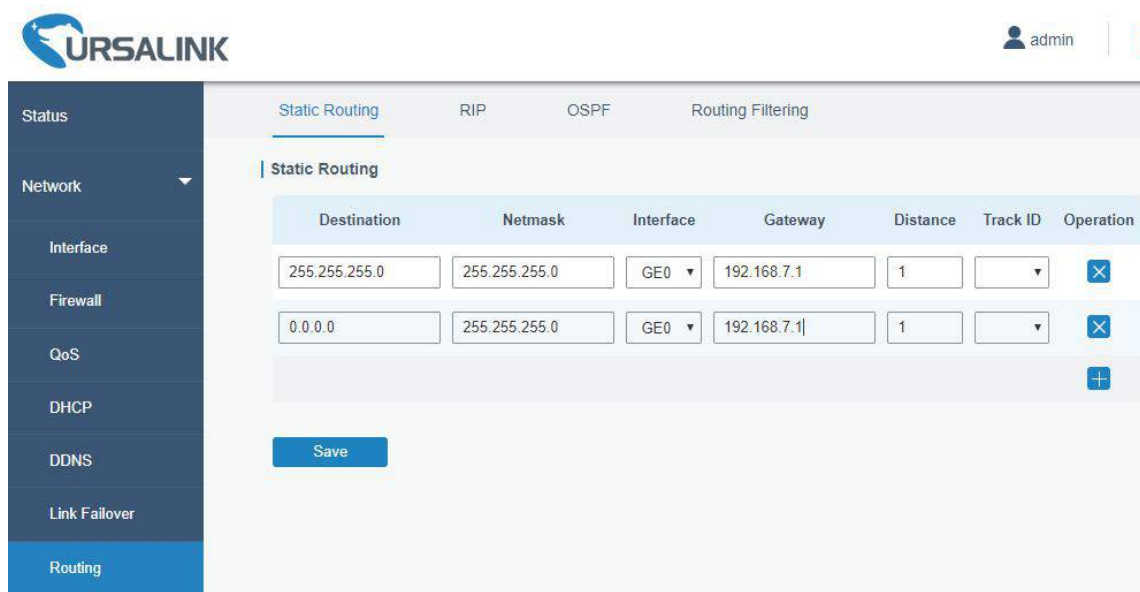 URSALINK
admin
Status
Network
Interface
Firewall
QoS
DHCP
DDNS
Link Failover
Routing
Static Routing RIP OSPF Routing Filtering
Static Routing
Destination Netmask Interface Gateway Distance Track ID Operation
255.255.255.0 255.255.255.0 GE0 192.168.7.1 1
0.0.0.0 255.255.255.0 GE0 192.168.7.1 1
Save